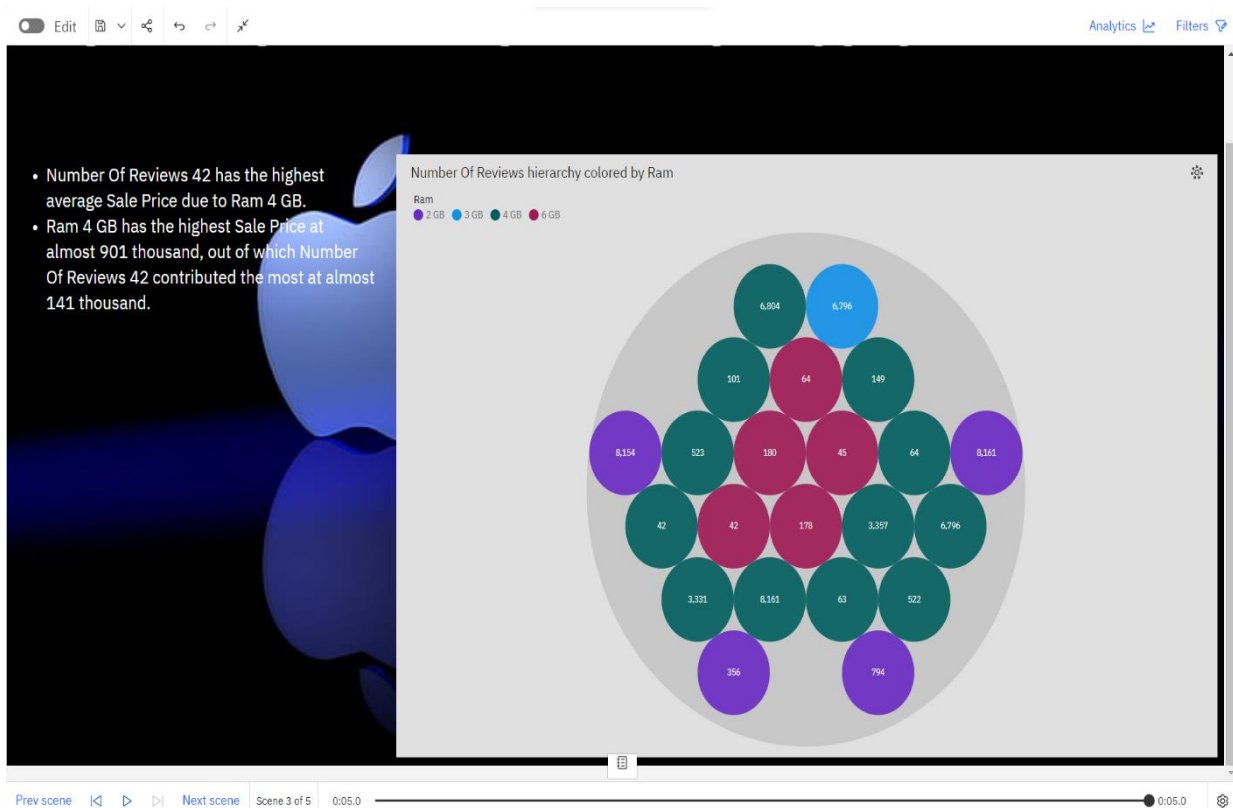 Edit
Analytics
Filters
• Number Of Reviews 42 has the highest
average Sale Price due to Ram 4 GB.
• Ram 4 GB has the highest Sale Price at
almost 901 thousand, out of which Number
Of Reviews 42 contributed the most at almost
141 thousand.
Number Of Reviews hierarchy colored by Ram
Ram
2 GB 3 GB 4 GB 6 GB
6,804 6,796
101 64 149
8,154 523 180 45 64 8,161
42 42 178 3,357 6,796
3,331 8,161 63 522
356 794
Prev scene Next scene Scene 3 of 5 0:05.0 0:05.0